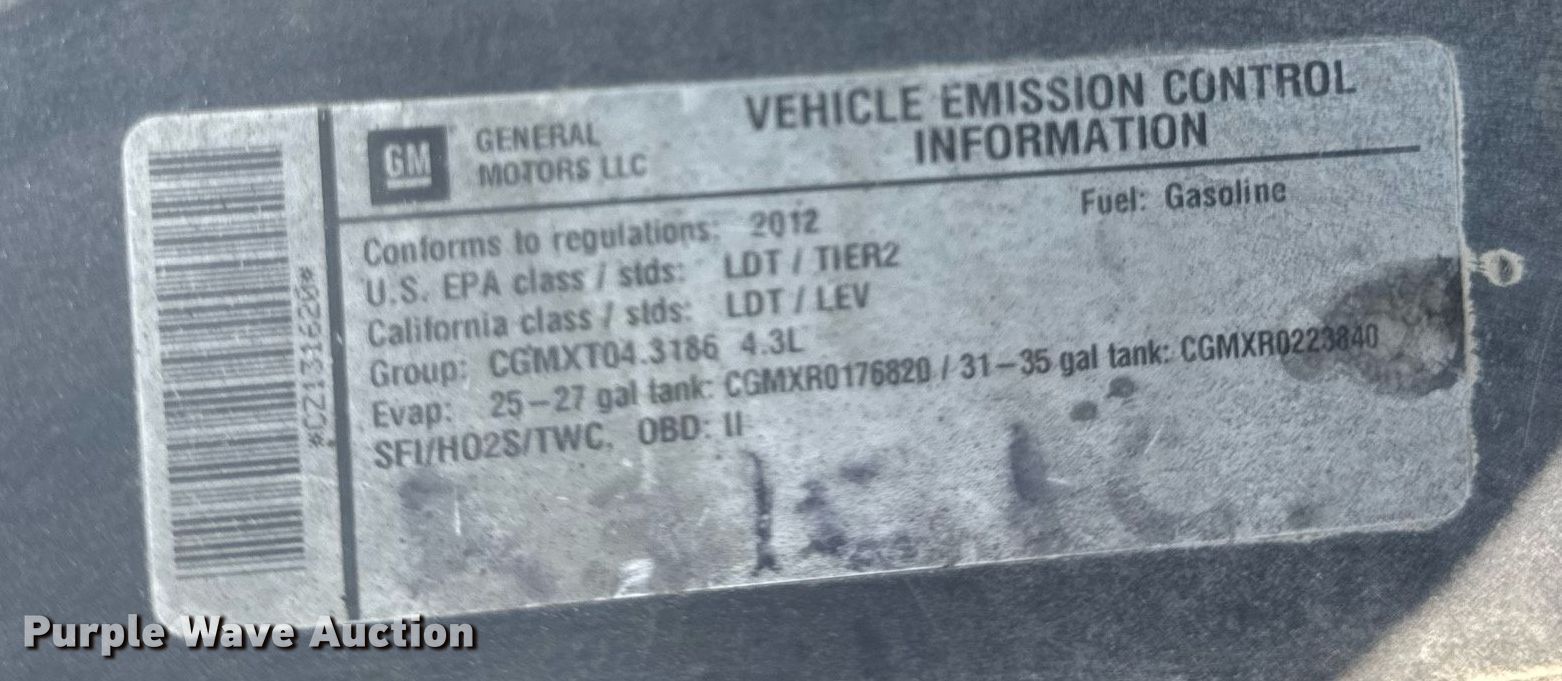 VEHICLE EMISSION CONTROL
INFORMATION
GM
GENERAL
MOTORS LLC
Fuel: Gasoline
Conforms to regulations: 2012
U.S. EPA class / stds: LDT / TIER2
California class / stds: LDT / LEV
Group: CGMXT04.3186 4.3L
Evap: 25-27 gal tank: CGMXR0176820 / 31-35 gal tank: CGMXR0223840
SFI/HO2S/TWC. OBD: II
*CZ131620*
Purple Wave Auction